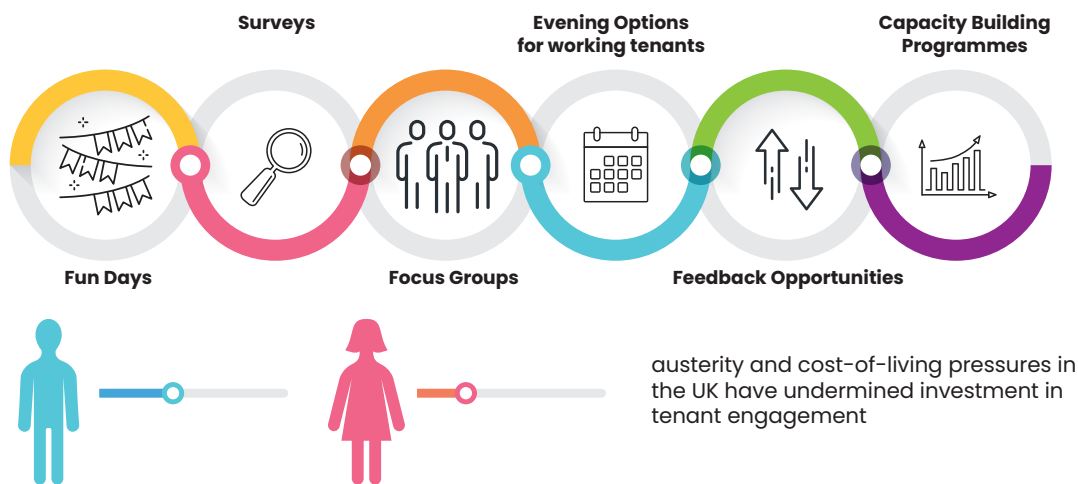 Surveys
Evening Options
for working tenants
Capacity Building
Programmes
Fun Days
Focus Groups
Feedback Opportunities
austerity and cost-of-living pressures in
the UK have undermined investment in
tenant engagement